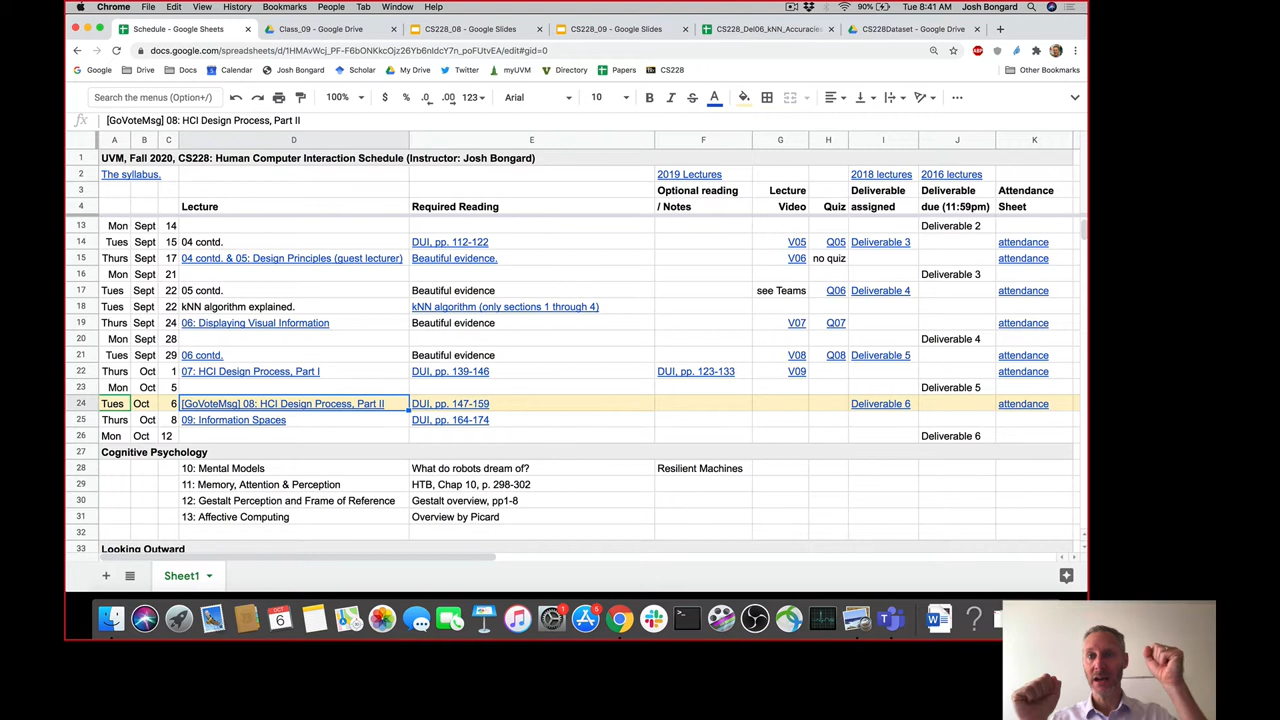 Chrome File Edit View History Bookmarks People Tab Window Help 90% Tue 8:41 AM Josh Bongard
Schedule - Google Sheets Class_09 - Google Drive CS228_08 - Google Slides CS228_09 - Google Slides CS228_Del06_kNN_Accuracies CS228Dataset - Google Drive
docs.google.com/spreadsheets/d/1HMAvWcj_PF-F6bONKkcOjz26Yb6nIdcY7n_poFUtvEA/edit#gid=0
Google Drive Docs Calendar Josh Bongard Scholar My Drive Twitter myUVM Directory Papers CS228 Other Bookmarks
Search the menus (Option+/) 100% $ % .0 .00 123 Arial 10 B I S A
fx [GoVoteMsg] 08: HCI Design Process, Part II
A B C D E F G H I J K
1 UVM, Fall 2020, CS228: Human Computer Interaction Schedule (Instructor: Josh Bongard)
2 The syllabus. 2019 Lectures 2018 lectures 2016 lectures
3 Optional reading Lecture Deliverable Deliverable Attendance
4 Lecture Required Reading / Notes Video Quiz assigned due (11:59pm) Sheet
13 Mon Sept 14 Deliverable 2
14 Tues Sept 15 04 contd. DUI, pp. 112-122 V05 Q05 Deliverable 3 attendance
15 Thurs Sept 17 04 contd. & 05: Design Principles (guest lecturer) Beautiful evidence. V06 no quiz attendance
16 Mon Sept 21 Deliverable 3
17 Tues Sept 22 05 contd. Beautiful evidence see Teams Q06 Deliverable 4 attendance
18 Tues Sept 22 kNN algorithm explained. kNN algorithm (only sections 1 through 4) attendance
19 Thurs Sept 24 06: Displaying Visual Information Beautiful evidence V07 Q07 attendance
20 Mon Sept 28 Deliverable 4
21 Tues Sept 29 06 contd. Beautiful evidence V08 Q08 Deliverable 5 attendance
22 Thurs Oct 1 07: HCI Design Process, Part I DUI, pp. 139-146 DUI, pp. 123-133 V09 attendance
23 Mon Oct 5 Deliverable 5
24 Tues Oct 6 [GoVoteMsg] 08: HCI Design Process, Part II DUI, pp. 147-159 Deliverable 6 attendance
25 Thurs Oct 8 09: Information Spaces DUI, pp. 164-174
26 Mon Oct 12 Deliverable 6
27 Cognitive Psychology
28 10: Mental Models What do robots dream of? Resilient Machines
29 11: Memory, Attention & Perception HTB, Chap 10, p. 298-302
30 12: Gestalt Perception and Frame of Reference Gestalt overview, pp1-8
31 13: Affective Computing Overview by Picard
32
33 Looking Outward
Sheet1
OCT 6 1 6